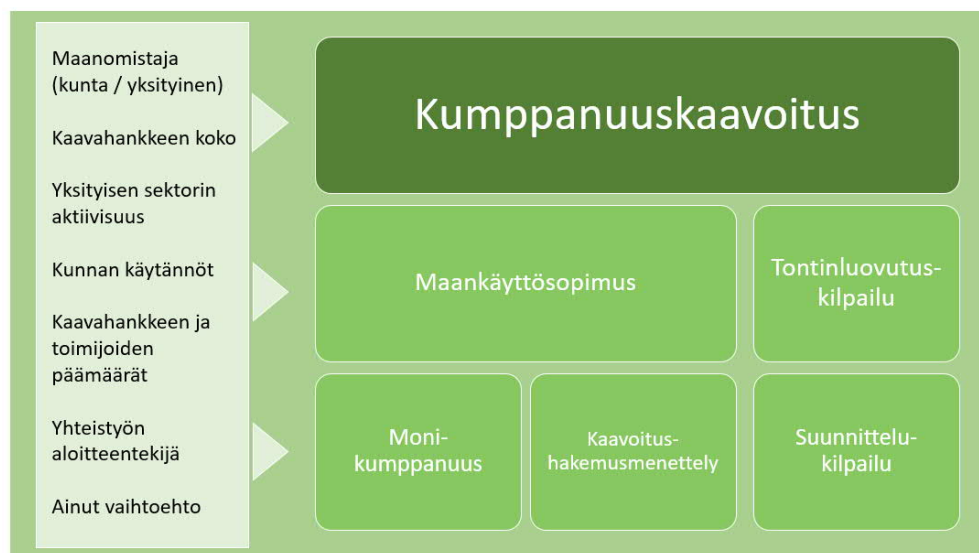 Maanomistaja
(kunta / yksityinen)
Kaavahankkeen koko
Yksityisen sektorin
aktiivisuus
Kunnan käytännöt
Kaavahankkeen ja
toimijoiden
päämäärät
Yhteistyön
aloitteentekijä
Ainut vaihtoehto
Kumppanuuskaavoitus
Maankäyttösopimus
Tontinluovutus-
kilpailu
Moni-
kumppanuus
Kaavoitus-
hakemusmenettely
Suunnittelu-
kilpailu